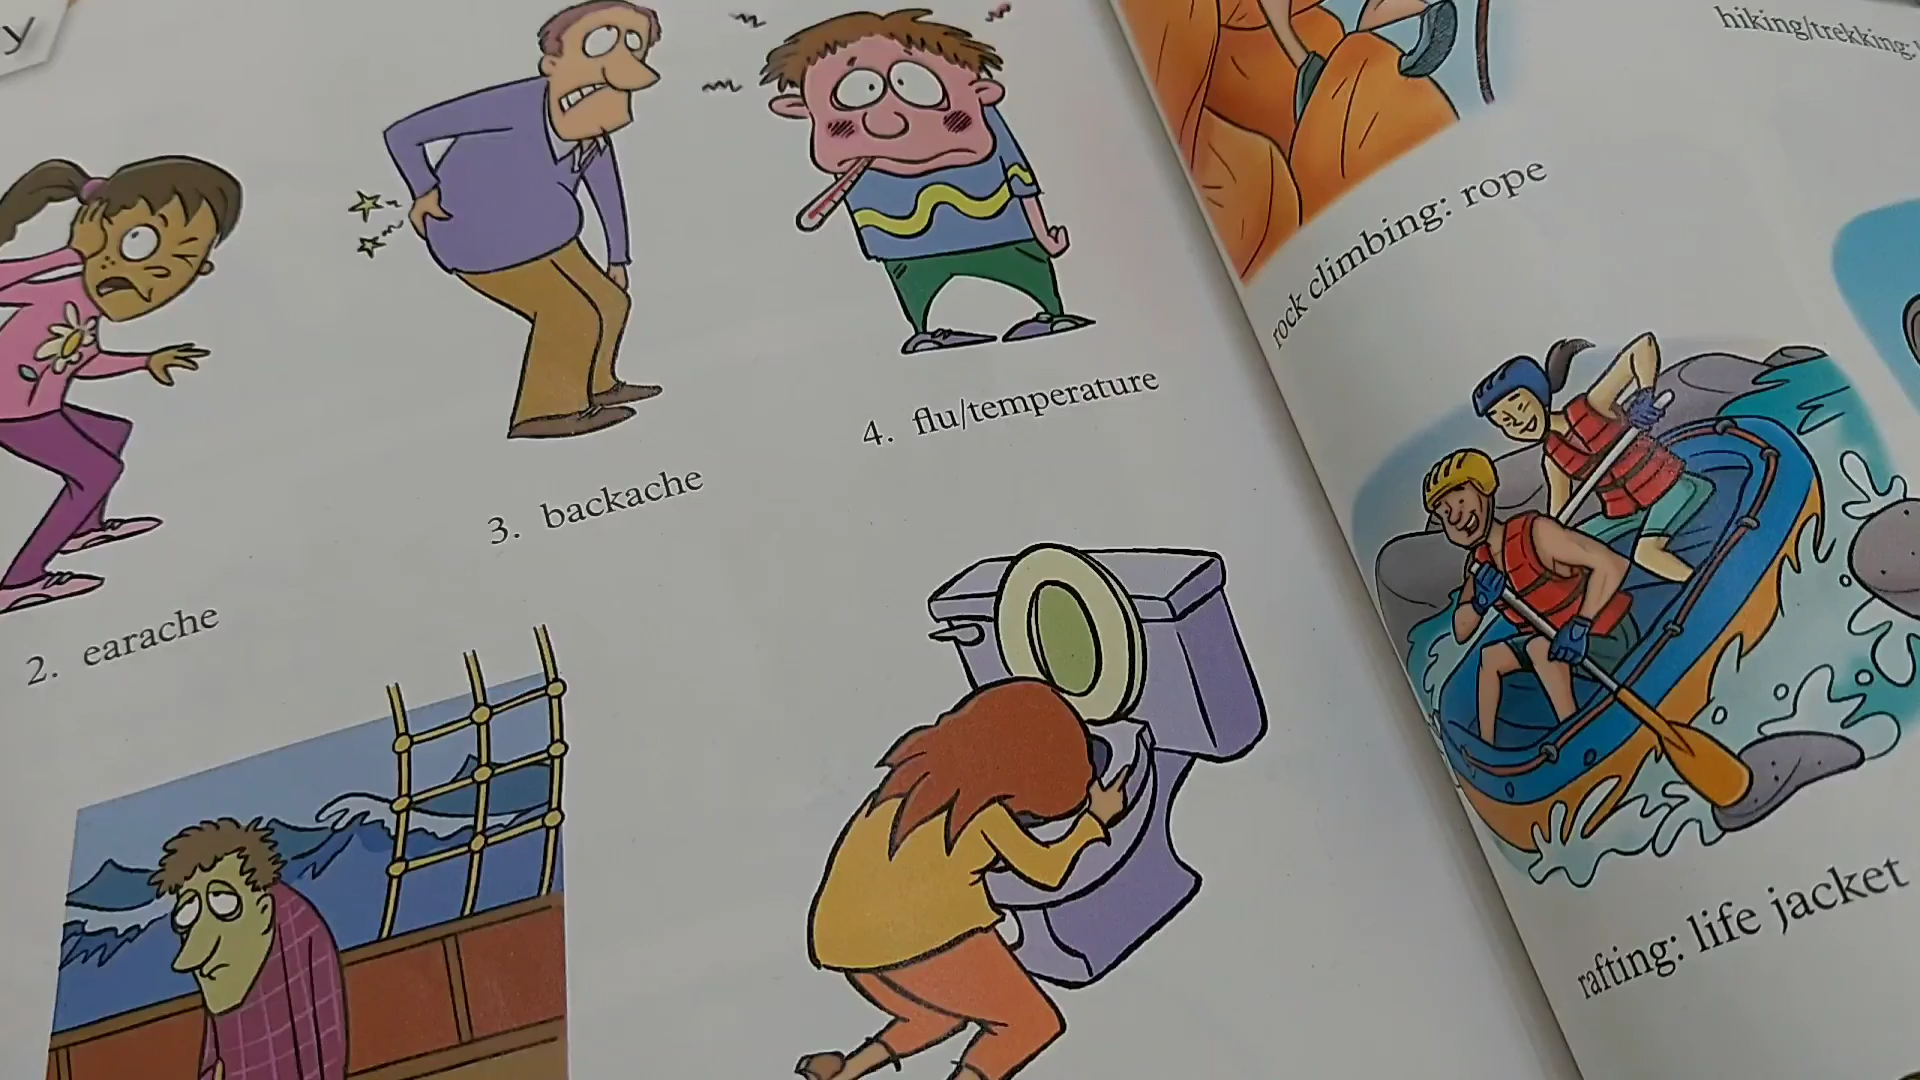 y
2. earache
3. backache
4. flu/temperature
hiking/trekking:
rock climbing: rope
rafting: life jacket